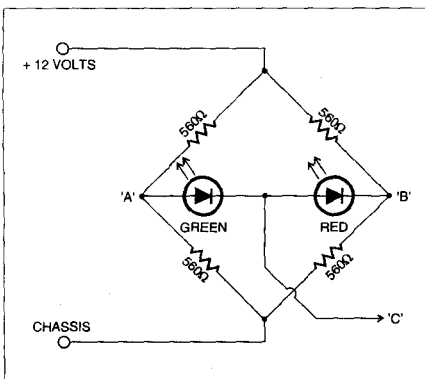 + 12 VOLTS
560Ω
560Ω
'A'
'B'
GREEN
RED
560Ω
560Ω
CHASSIS
'C'